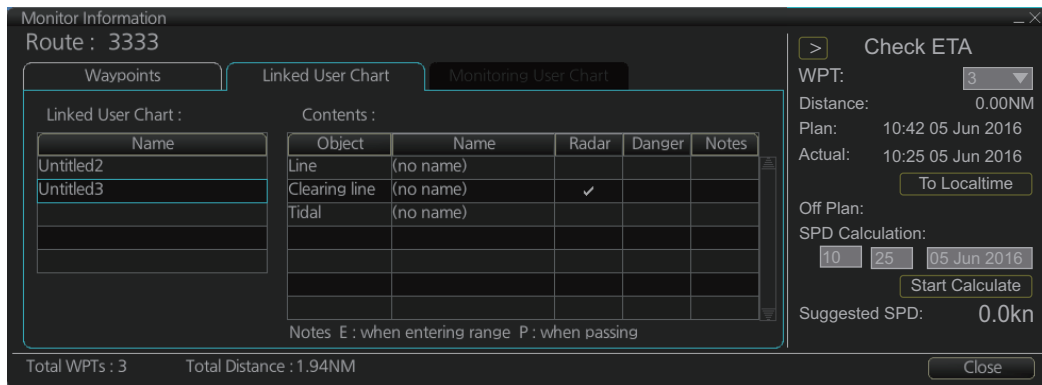 Monitor Information
Route : 3333
Waypoints
Linked User Chart
Monitoring User Chart
Linked User Chart :
Name
Untitled2
Untitled3
Contents :
Object Name Radar Danger Notes
Line (no name)
Clearing line (no name) ✓
Tidal (no name)
Notes E : when entering range P : when passing
> Check ETA
WPT: 3
Distance: 0.00NM
Plan: 10:42 05 Jun 2016
Actual: 10:25 05 Jun 2016
To Localtime
Off Plan:
SPD Calculation:
10 25 05 Jun 2016
Start Calculate
Suggested SPD: 0.0kn
Total WPTs : 3 Total Distance : 1.94NM
Close